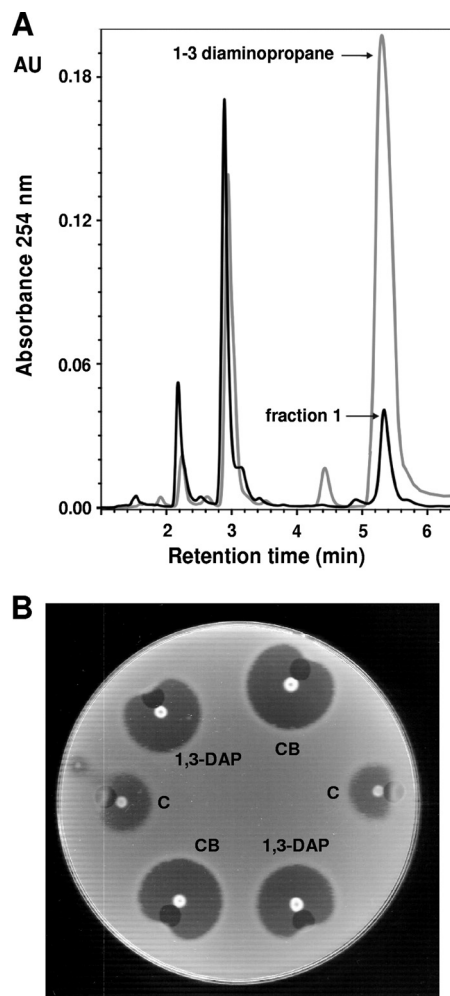 A
AU
0.18
0.12
0.06
0.00
Absorbance 254 nm
1-3 diaminopropane
fraction 1
2 3 4 5 6
Retention time (min)
B
1,3-DAP
CB
C
C
CB
1,3-DAP